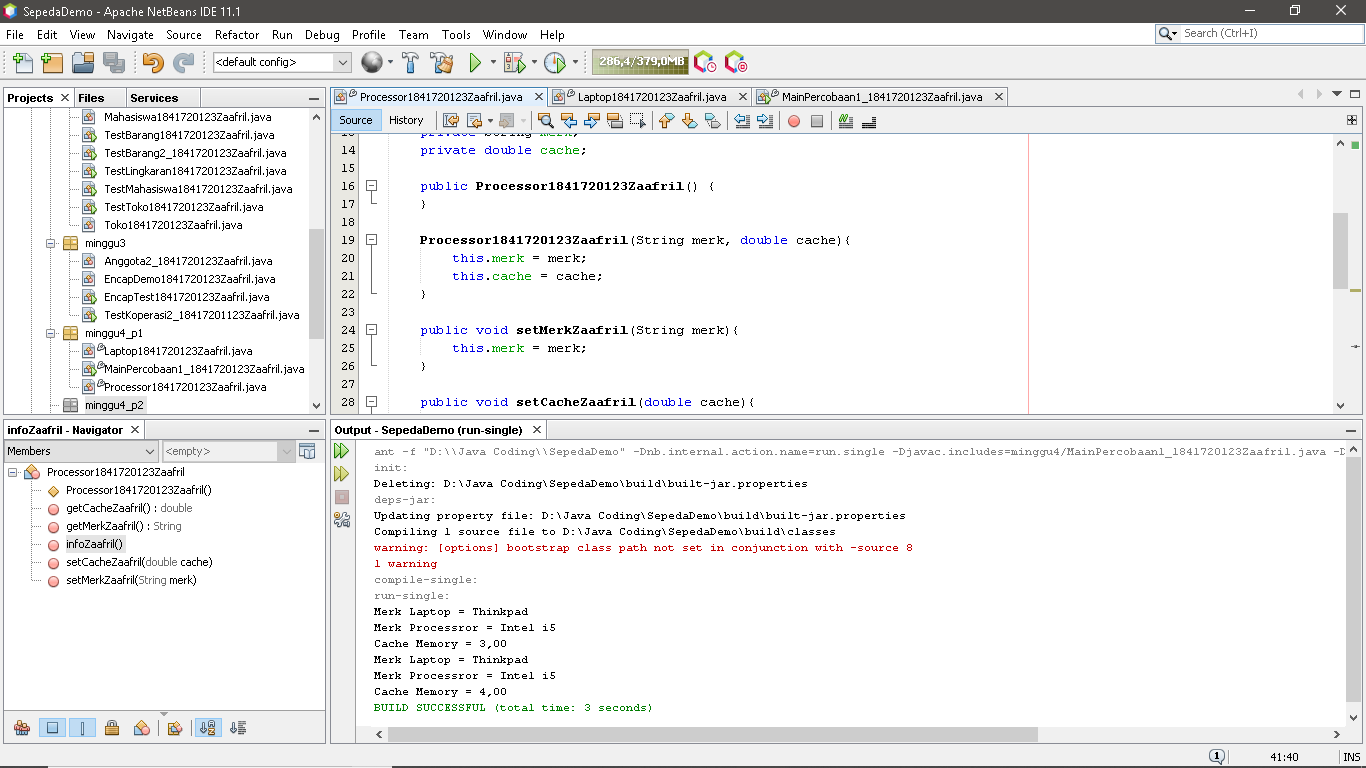 SepedaDemo - Apache NetBeans IDE 11.1
File Edit View Navigate Source Refactor Run Debug Profile Team Tools Window Help
Search (Ctrl+I)
<default config>
286,4/379,0MB
Projects Files Services
Mahasiswa1841720123Zaafril.java
TestBarang1841720123Zaafril.java
TestBarang2_1841720123Zaafril.java
TestLingkaran1841720123Zaafril.java
TestMahasiswa1841720123Zaafril.java
TestToko1841720123Zaafril.java
Toko1841720123Zaafril.java
minggu3
Anggota2_1841720123Zaafril.java
EncapDemo1841720123Zaafril.java
EncapTest1841720123Zaafril.java
TestKoperasi2_18417201123Zaafril.java
minggu4_p1
Laptop1841720123Zaafril.java
MainPercobaan1_1841720123Zaafril.java
Processor1841720123Zaafril.java
minggu4_p2
Processor1841720123Zaafril.java Laptop1841720123Zaafril.java MainPercobaan1_1841720123Zaafril.java
Source History
13 private String merk;
14 private double cache;
15
16 public Processor1841720123Zaafril() {
17 }
18
19 Processor1841720123Zaafril(String merk, double cache){
20 this.merk = merk;
21 this.cache = cache;
22 }
23
24 public void setMerkZaafril(String merk){
25 this.merk = merk;
26 }
27
28 public void setCacheZaafril(double cache){
infoZaafril - Navigator
Members <empty>
Processor1841720123Zaafril
Processor1841720123Zaafril()
getCacheZaafril() : double
getMerkZaafril() : String
infoZaafril()
setCacheZaafril(double cache)
setMerkZaafril(String merk)
Output - SepedaDemo (run-single)
ant -f "D:\\Java Coding\\SepedaDemo" -Dnb.internal.action.name=run.single -Djavac.includes=minggu4/MainPercobaan1_1841720123Zaafril.java -D
init:
Deleting: D:\Java Coding\SepedaDemo\build\built-jar.properties
deps-jar:
Updating property file: D:\Java Coding\SepedaDemo\build\built-jar.properties
Compiling 1 source file to D:\Java Coding\SepedaDemo\build\classes
warning: [options] bootstrap class path not set in conjunction with -source 8
1 warning
compile-single:
run-single:
Merk Laptop = Thinkpad
Merk Processror = Intel i5
Cache Memory = 3,00
Merk Laptop = Thinkpad
Merk Processror = Intel i5
Cache Memory = 4,00
BUILD SUCCESSFUL (total time: 3 seconds)
1 41:40 INS